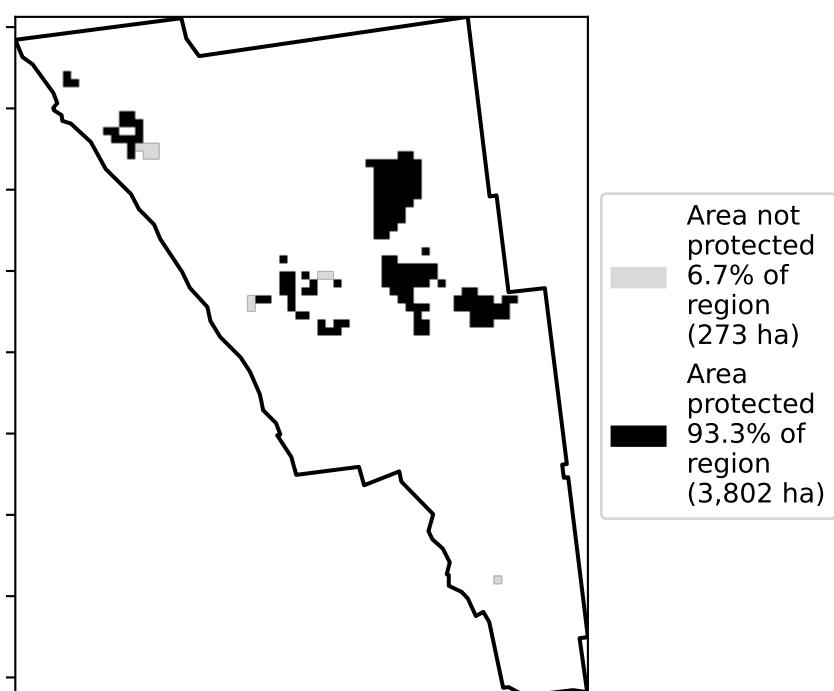 Area not
protected
6.7% of
region
(273 ha)
Area
protected
93.3% of
region
(3,802 ha)